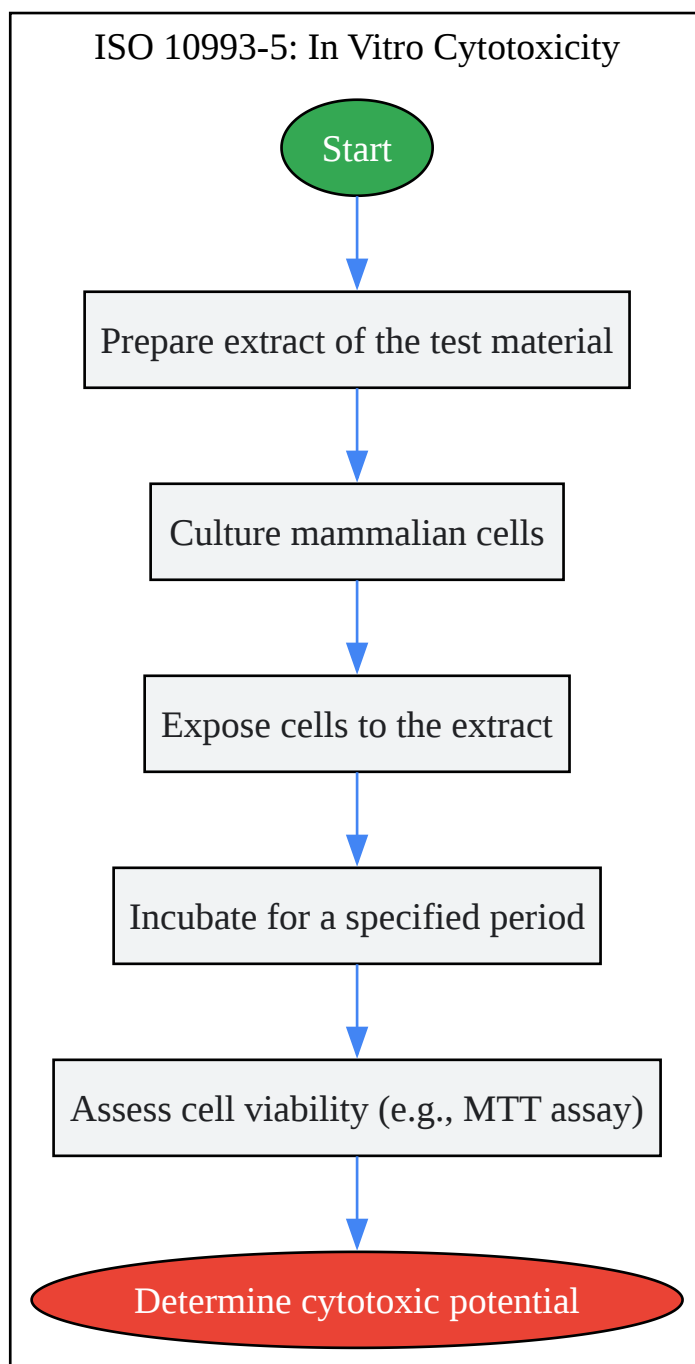 ISO 10993-5: In Vitro Cytotoxicity
Start
Prepare extract of the test material
Culture mammalian cells
Expose cells to the extract
Incubate for a specified period
Assess cell viability (e.g., MTT assay)
Determine cytotoxic potential